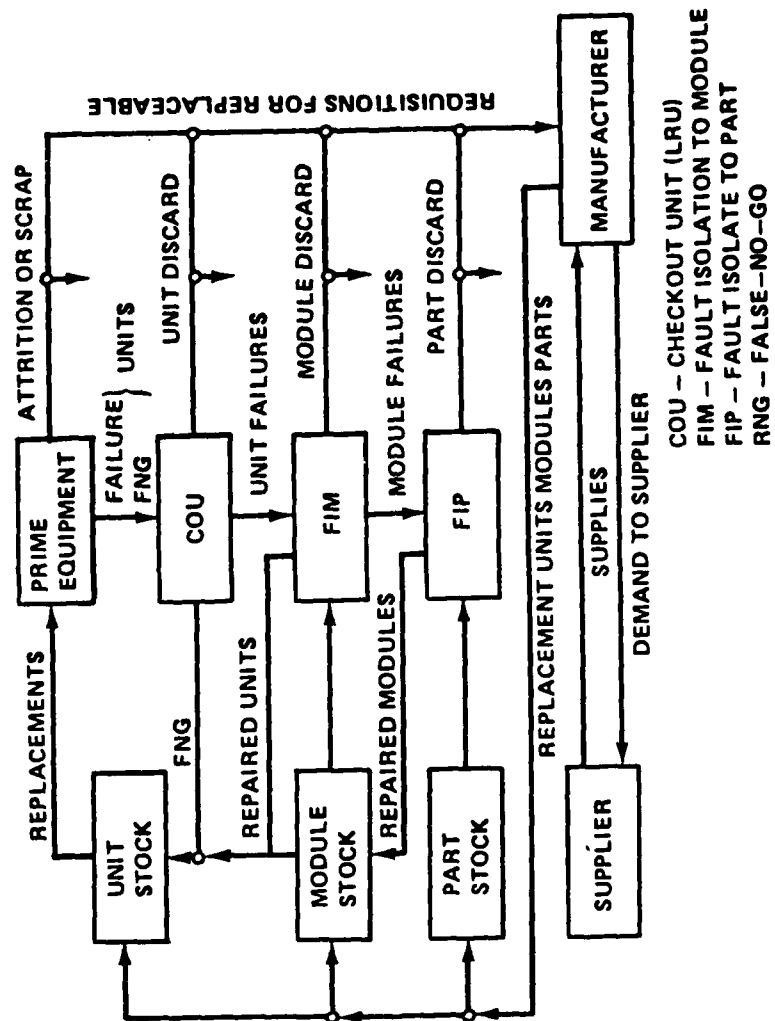 REPLACEMENTS
PRIME
EQUIPMENT
ATTRITION OR SCRAP
REQUISITIONS FOR REPLACEABLE
FAILURE } UNITS
FNG
UNIT
STOCK
FNG
COU
UNIT DISCARD
REPAIRED UNITS
UNIT FAILURES
MODULE
STOCK
FIM
MODULE DISCARD
REPAIRED MODULES
MODULE FAILURES
PART
STOCK
FIP
PART DISCARD
REPLACEMENT UNITS MODULES PARTS
SUPPLIER
SUPPLIES
DEMAND TO SUPPLIER
MANUFACTURER
COU – CHECKOUT UNIT (LRU)
FIM – FAULT ISOLATION TO MODULE
FIP – FAULT ISOLATE TO PART
RNG – FALSE–NO–GO